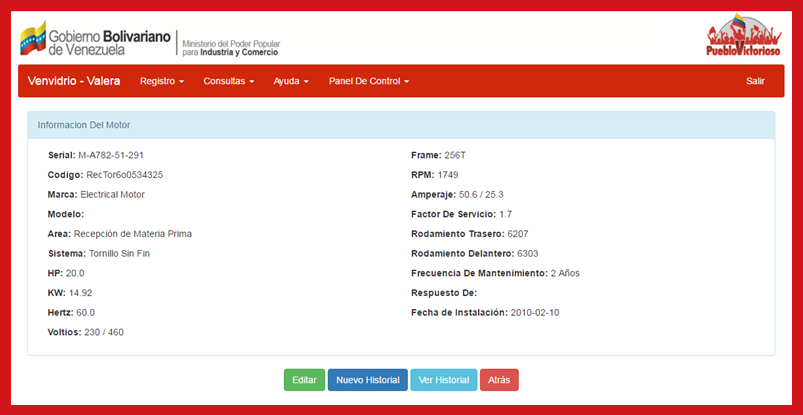 Gobierno Bolivariano
de Venezuela
Ministerio del Poder Popular
para Industria y Comercio
PuebloVictorioso
Venvidrio - Valera Registro Consultas Ayuda Panel De Control Salir
Informacion Del Motor
Serial: M-A782-51-291
Codigo: RecTor6o0534325
Marca: Electrical Motor
Modelo:
Area: Recepción de Materia Prima
Sistema: Tornillo Sin Fin
HP: 20.0
KW: 14.92
Hertz: 60.0
Voltios: 230 / 460
Frame: 256T
RPM: 1749
Amperaje: 50.6 / 25.3
Factor De Servicio: 1.7
Rodamiento Trasero: 6207
Rodamiento Delantero: 6303
Frecuencia De Mantenimiento: 2 Años
Respuesto De:
Fecha de Instalación: 2010-02-10
Editar Nuevo Historial Ver Historial Atrás